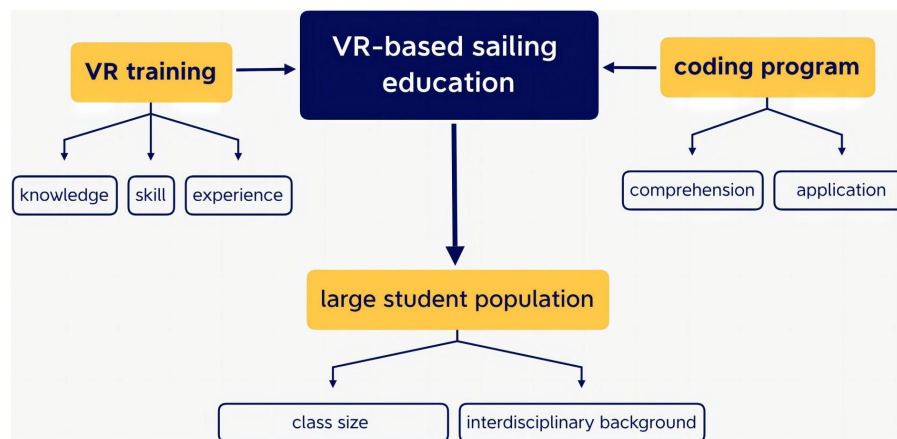 VR training
VR-based sailing
education
coding program
knowledge
skill
experience
comprehension
application
large student population
class size
interdisciplinary background